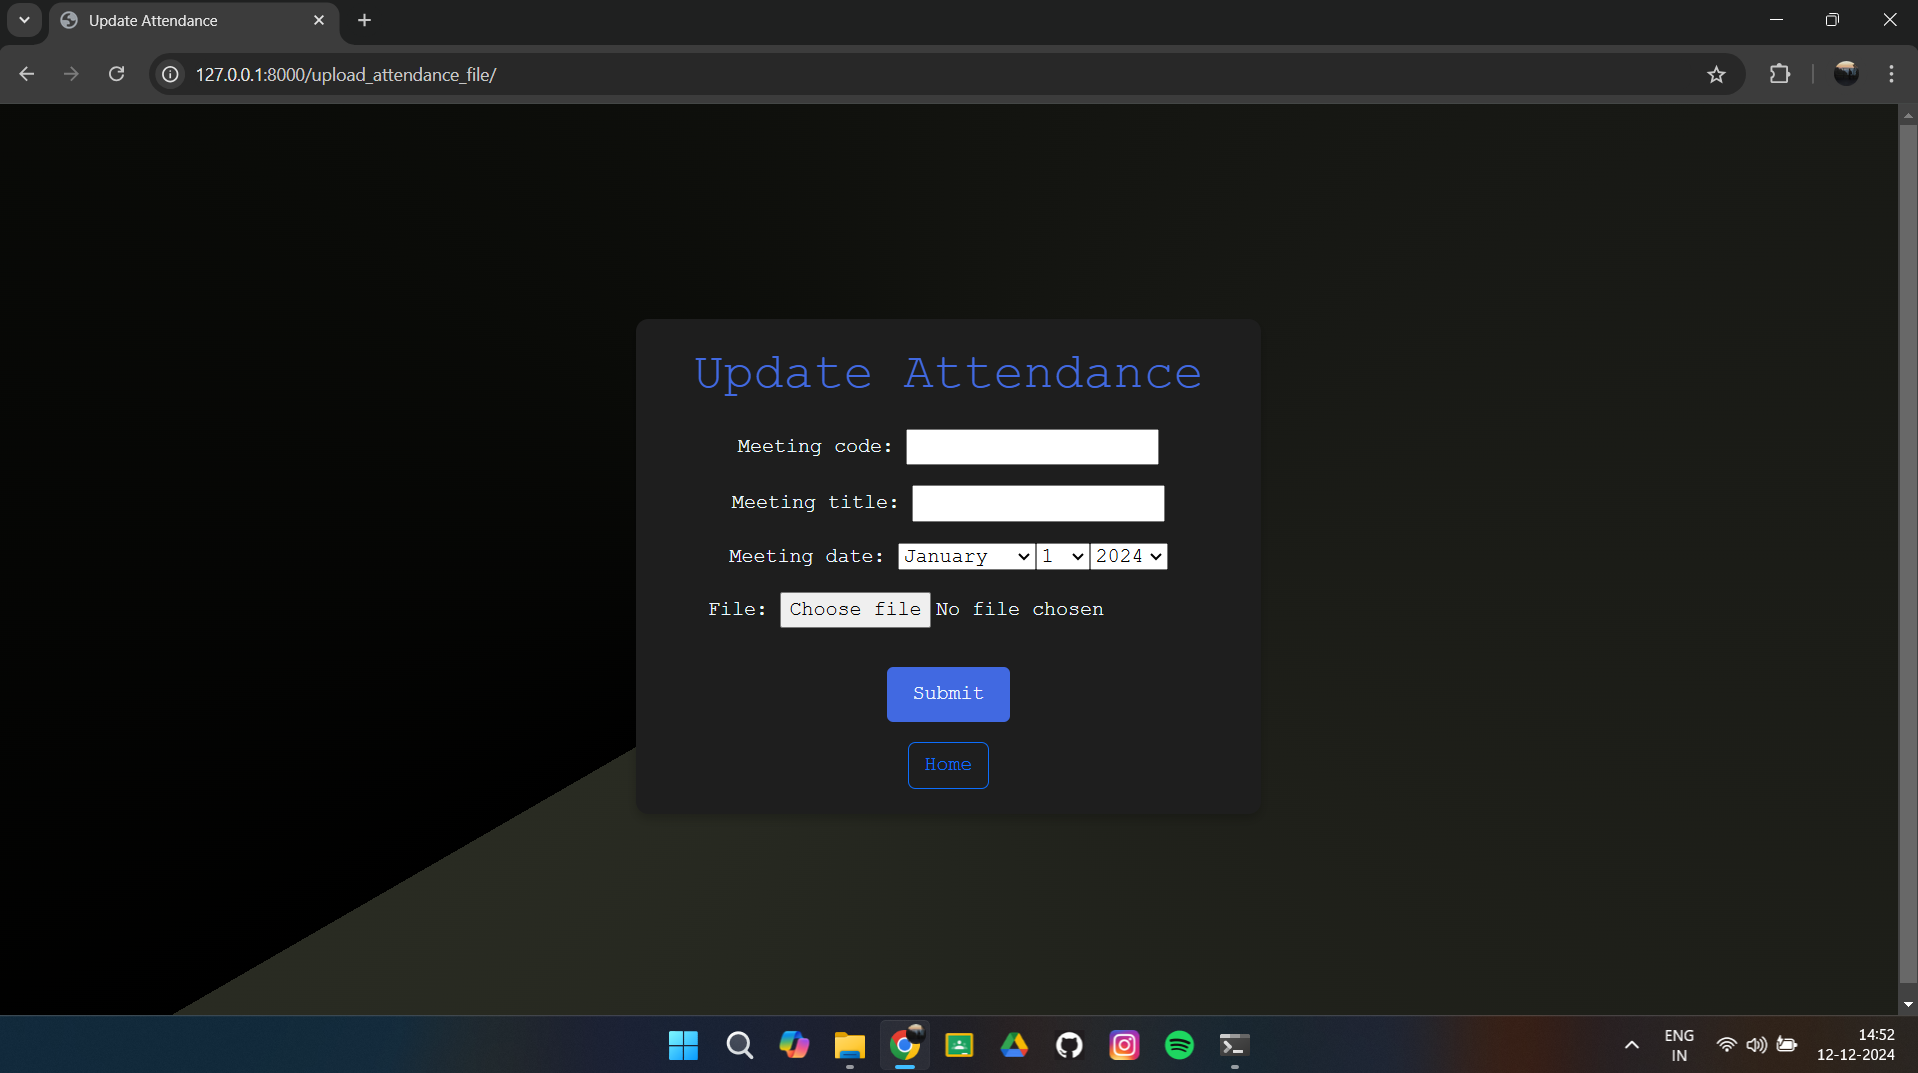 Update Attendance
127.0.0.1:8000/upload_attendance_file/
Update Attendance
Meeting code:
Meeting title:
Meeting date: January 1 2024
File: Choose file No file chosen
Submit
Home
ENG
IN
14:52
12-12-2024